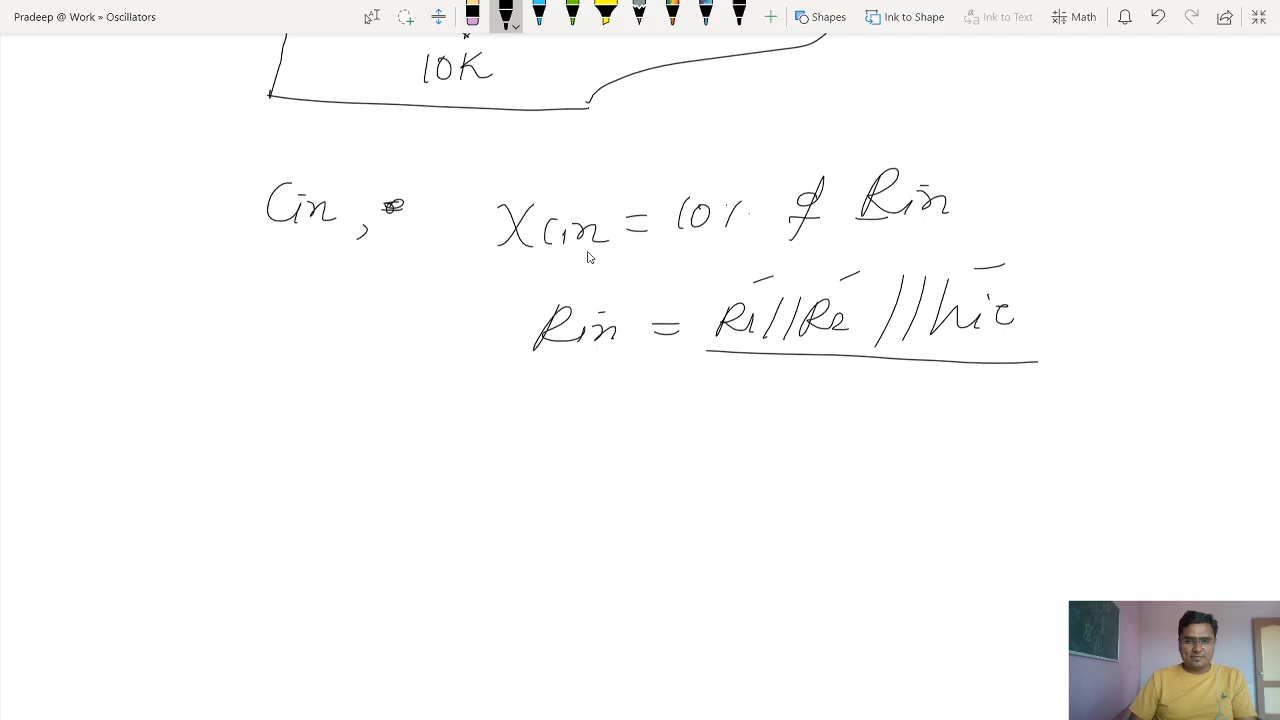 Pradeep @ Work » Oscillators
Shapes
Ink to Shape
Ink to Text
Math
10K
Cin,
XCin = 10% of Rin
Rin = R1//R2 //hie